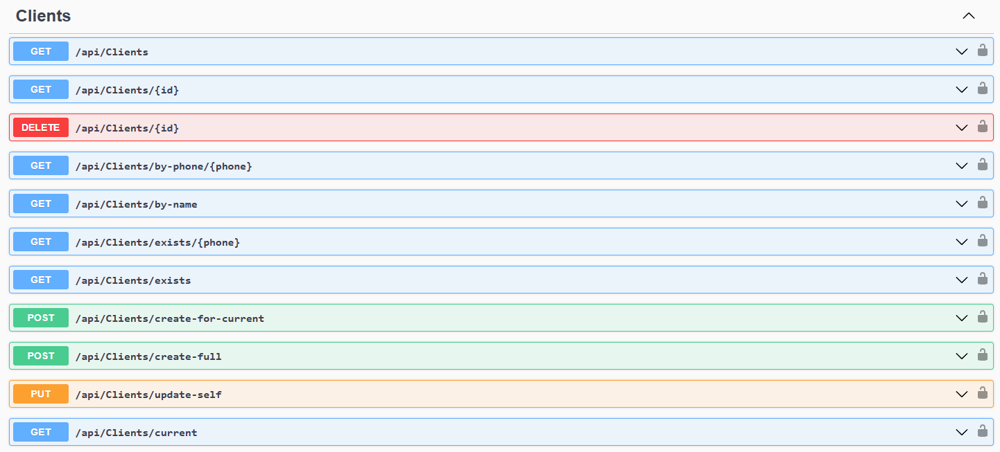 Clients
GET /api/Clients
GET /api/Clients/{id}
DELETE /api/Clients/{id}
GET /api/Clients/by-phone/{phone}
GET /api/Clients/by-name
GET /api/Clients/exists/{phone}
GET /api/Clients/exists
POST /api/Clients/create-for-current
POST /api/Clients/create-full
PUT /api/Clients/update-self
GET /api/Clients/current